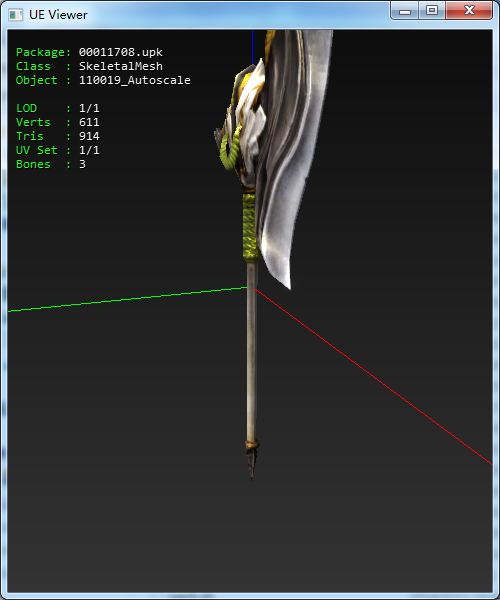 UE Viewer
Package: 00011708.upk
Class : SkeletalMesh
Object : 110019_Autoscale
LOD : 1/1
Verts : 611
Tris : 914
UV Set : 1/1
Bones : 3